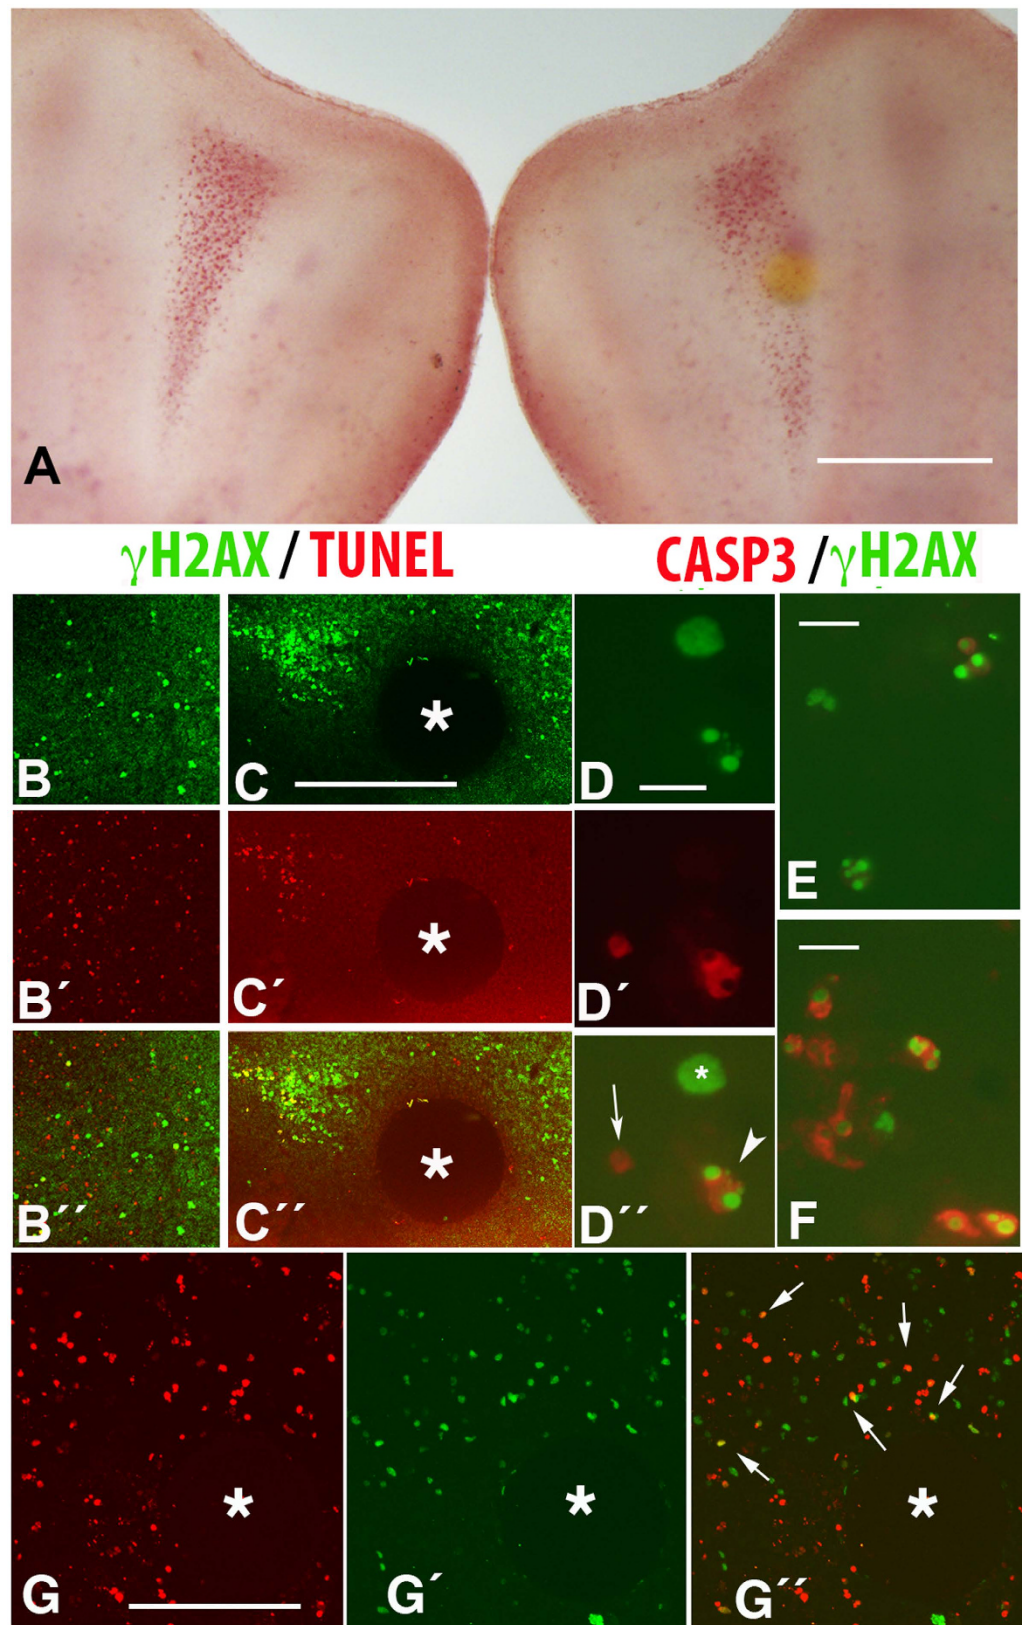 A
γH2AX / TUNEL CASP3 / γH2AX
B C * D E
B´ C´ * D´
B´´ C´´ * D´´ * F
G * G´ * G´´ *